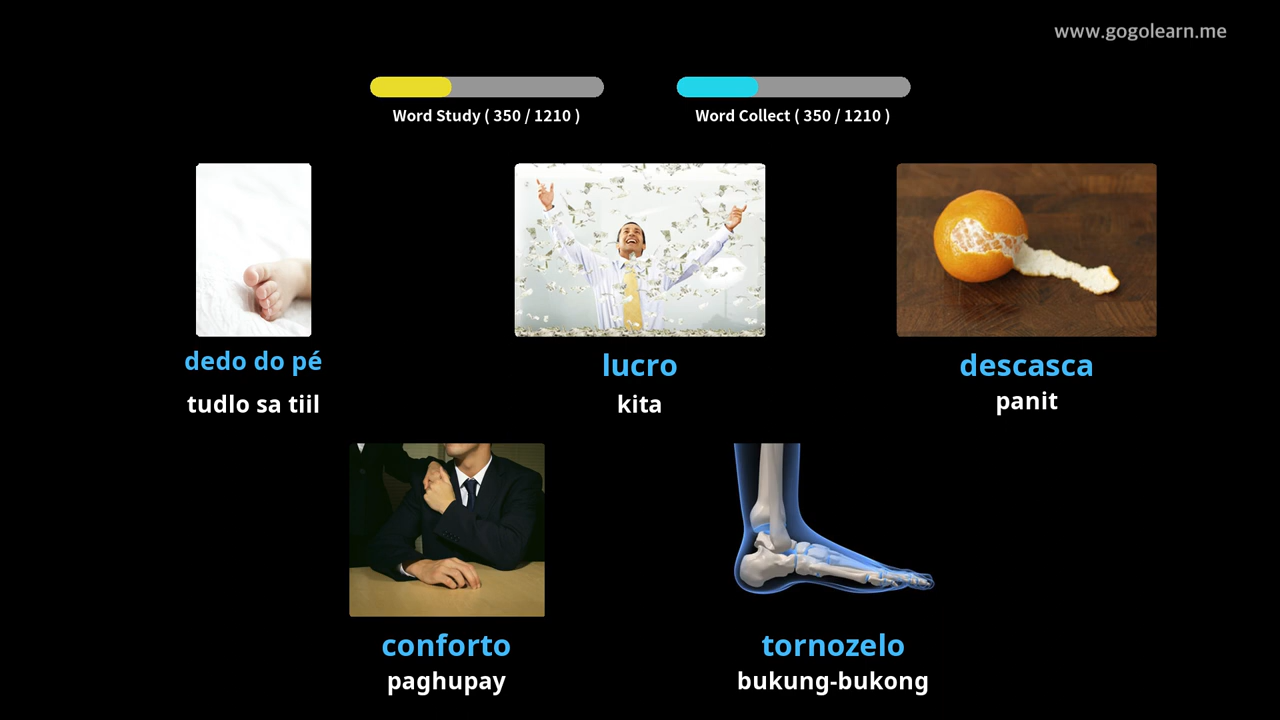 www.gogolearn.me
Word Study ( 350 / 1210 )
Word Collect ( 350 / 1210 )
dedo do pé
tudlo sa tiil
lucro
kita
descasca
panit
conforto
paghupay
tornozelo
bukung-bukong